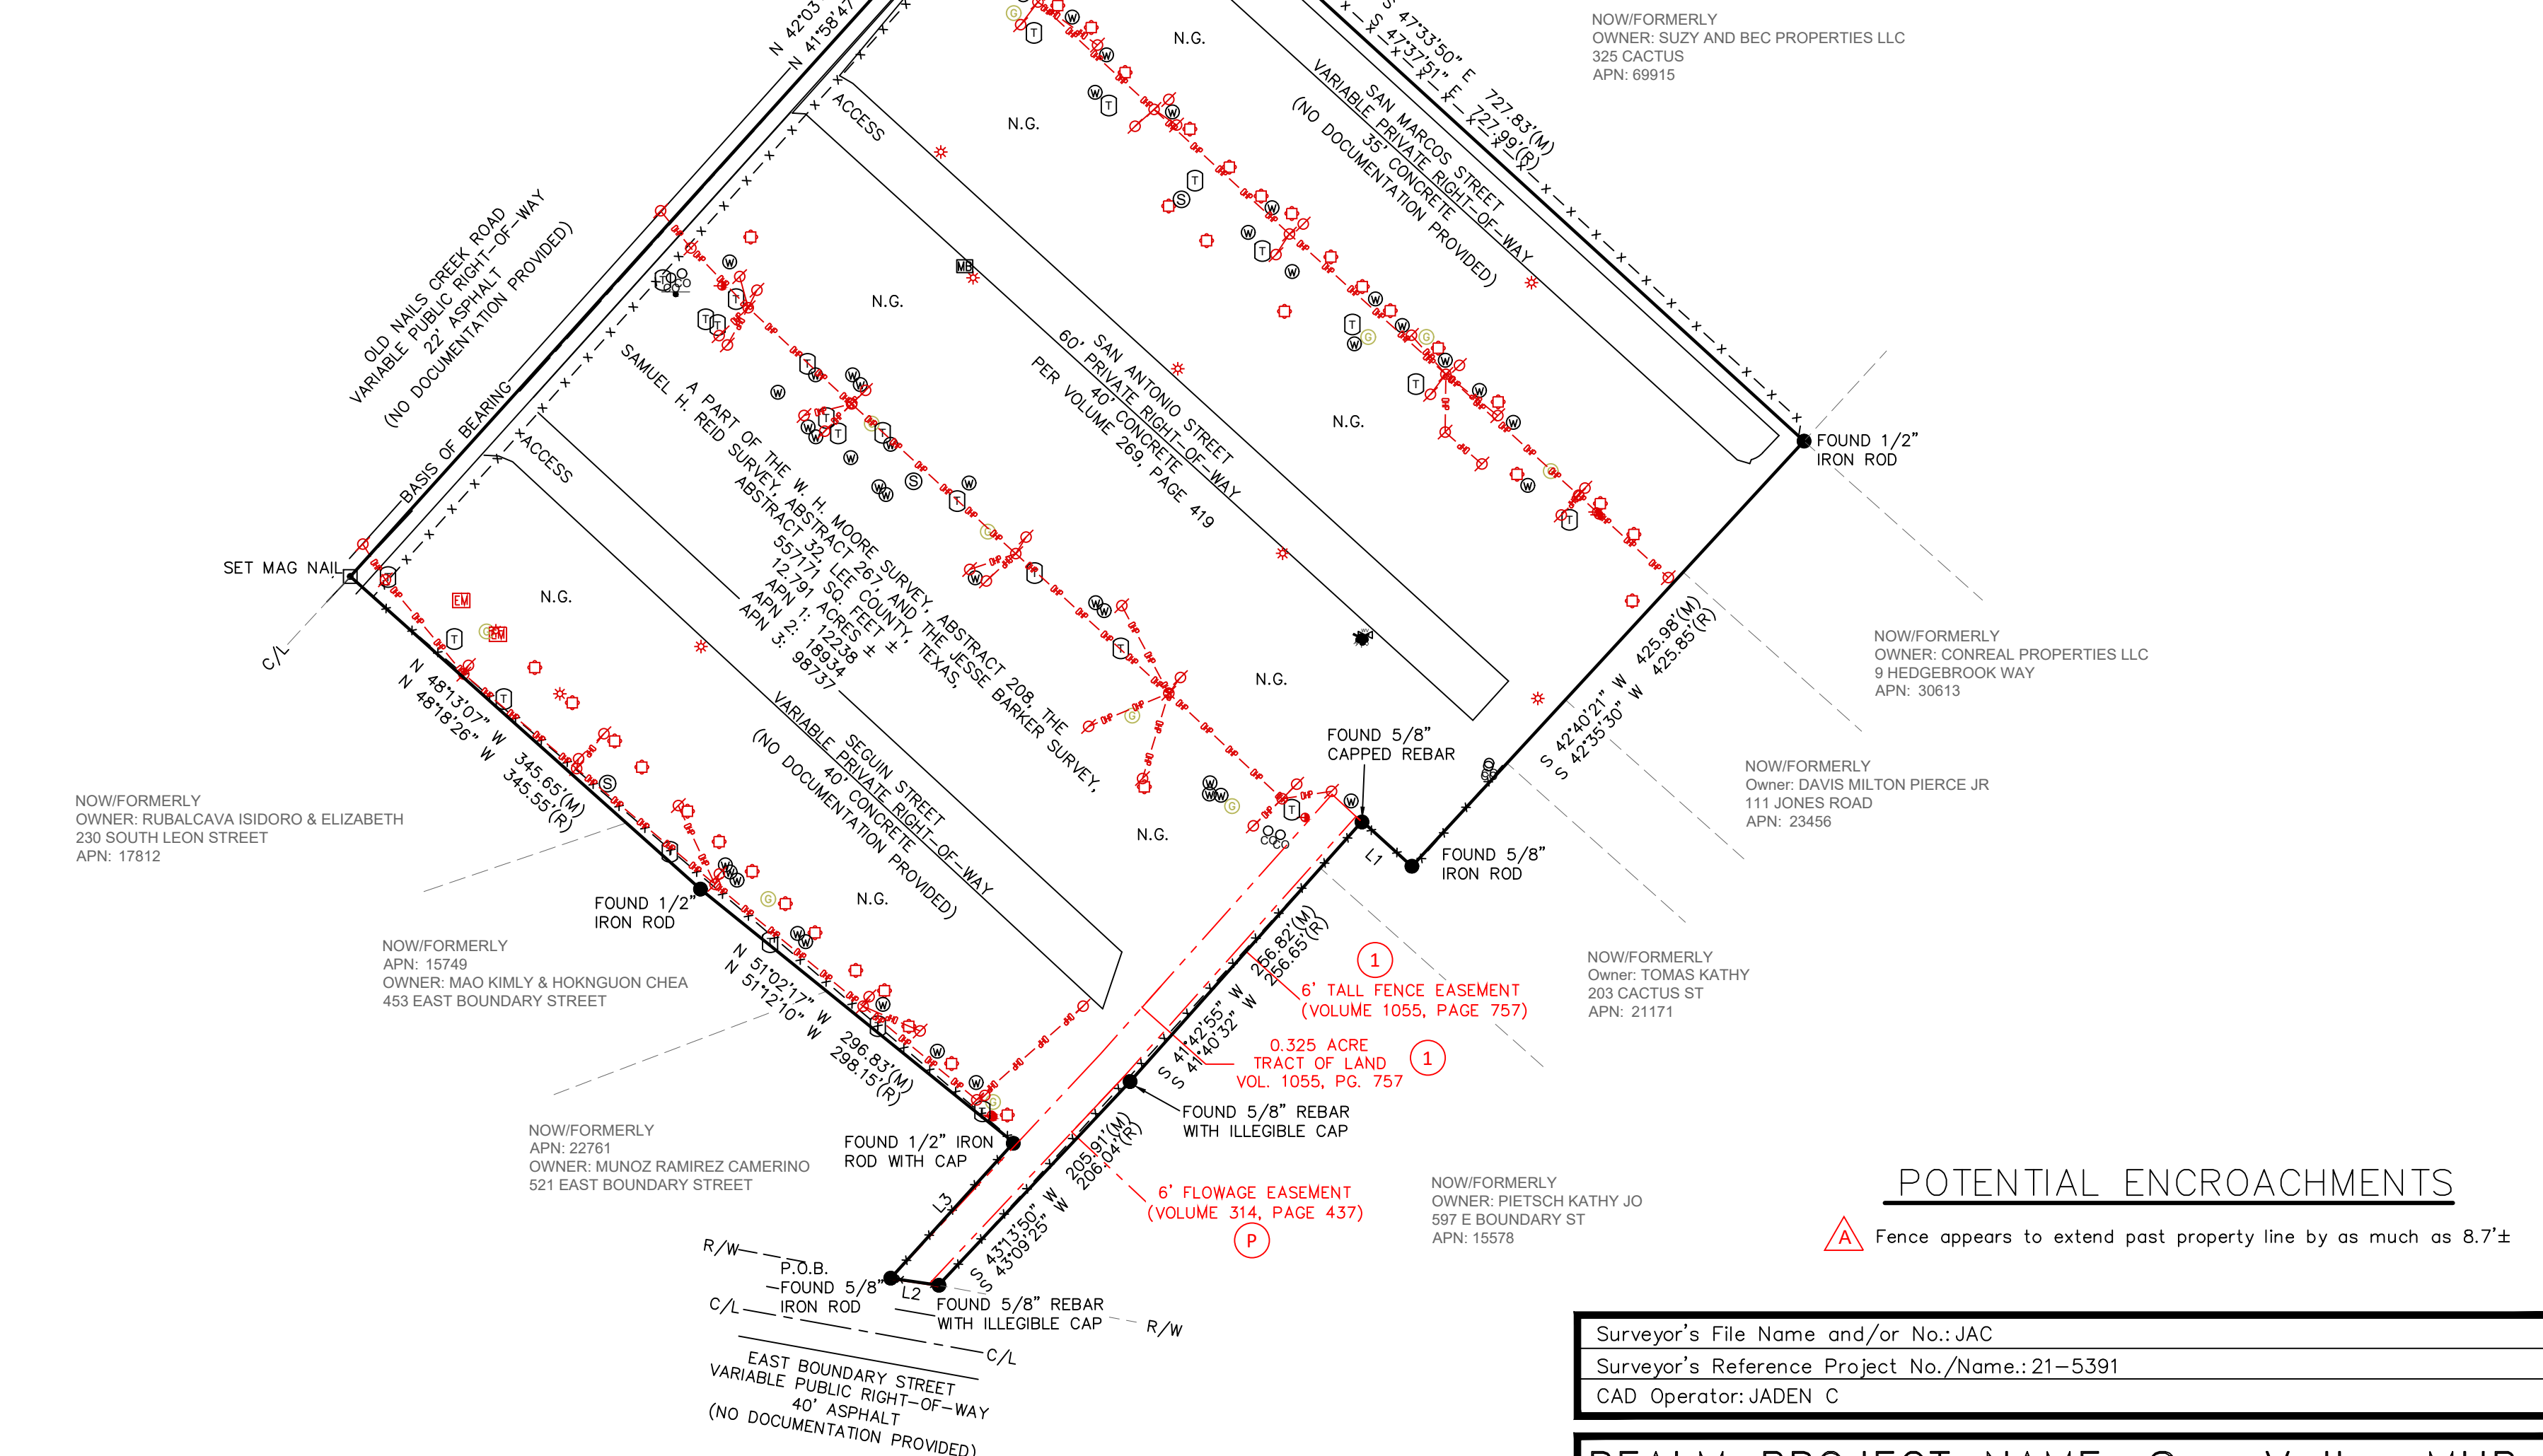 N 42°03'
N 41°58'47"
S 47°33'50" E 727.83'(M)
S 47°37'51" E 727.99'(R)
NOW/FORMERLY
OWNER: SUZY AND BEC PROPERTIES LLC
325 CACTUS
APN: 69915
N.G.
N.G.
ACCESS
SAN MARCOS STREET
VARIABLE PRIVATE RIGHT-OF-WAY
35' CONCRETE
(NO DOCUMENTATION PROVIDED)
OLD NAILS CREEK ROAD
VARIABLE PUBLIC RIGHT-OF-WAY
22' ASPHALT
(NO DOCUMENTATION PROVIDED)
BASIS OF BEARING
N.G.
MB
SAN ANTONIO STREET
60' PRIVATE RIGHT-OF-WAY
40' CONCRETE
PER VOLUME 269, PAGE 419
N.G.
FOUND 1/2"
IRON ROD
ACCESS
A PART OF THE W. H. MOORE SURVEY, ABSTRACT 208, THE
SAMUEL H. REID SURVEY, ABSTRACT 267, AND THE JESSE BARKER SURVEY,
ABSTRACT 32, LEE COUNTY, TEXAS,
557171 SQ. FEET ±
12.791 ACRES ±
APN 1: 12238
APN 2: 18934
APN 3: 98737
SET MAG NAIL
C/L
EM
EM
N.G.
N.G.
S 42°40'21" W 425.98'(M)
S 42°35'30" W 425.85'(R)
NOW/FORMERLY
OWNER: CONREAL PROPERTIES LLC
9 HEDGEBROOK WAY
APN: 30613
N 48°13'07" W 345.65'(M)
N 48°18'26" W 345.55'(R)
SEGUIN STREET
VARIABLE PRIVATE RIGHT-OF-WAY
40' CONCRETE
(NO DOCUMENTATION PROVIDED)
FOUND 5/8"
CAPPED REBAR
NOW/FORMERLY
Owner: DAVIS MILTON PIERCE JR
111 JONES ROAD
APN: 23456
NOW/FORMERLY
OWNER: RUBALCAVA ISIDORO & ELIZABETH
230 SOUTH LEON STREET
APN: 17812
N.G.
L1
FOUND 5/8"
IRON ROD
FOUND 1/2"
IRON ROD
N.G.
NOW/FORMERLY
APN: 15749
OWNER: MAO KIMLY & HOKNGUON CHEA
453 EAST BOUNDARY STREET
N 51°02'17" W 296.83'(M)
N 51°12'10" W 298.15'(R)
S 41°42'55" W 256.82'(M)
S 41°40'32" W 256.65'(R)
1
6' TALL FENCE EASEMENT
(VOLUME 1055, PAGE 757)
NOW/FORMERLY
Owner: TOMAS KATHY
203 CACTUS ST
APN: 21171
0.325 ACRE
TRACT OF LAND
VOL. 1055, PG. 757
1
FOUND 5/8" REBAR
WITH ILLEGIBLE CAP
NOW/FORMERLY
APN: 22761
OWNER: MUNOZ RAMIREZ CAMERINO
521 EAST BOUNDARY STREET
FOUND 1/2" IRON
ROD WITH CAP
S 43°13'50" W 205.91'(M)
S 43°09'25" W 206.04'(R)
6' FLOWAGE EASEMENT
(VOLUME 314, PAGE 437)
P
NOW/FORMERLY
OWNER: PIETSCH KATHY JO
597 E BOUNDARY ST
APN: 15578
POTENTIAL ENCROACHMENTS
A Fence appears to extend past property line by as much as 8.7'±
L3
R/W
P.O.B.
FOUND 5/8"
IRON ROD
L2
C/L
FOUND 5/8" REBAR
WITH ILLEGIBLE CAP
R/W
C/L
EAST BOUNDARY STREET
VARIABLE PUBLIC RIGHT-OF-WAY
40' ASPHALT
(NO DOCUMENTATION PROVIDED)
Surveyor's File Name and/or No.: JAC
Surveyor's Reference Project No./Name.: 21-5391
CAD Operator: JADEN C